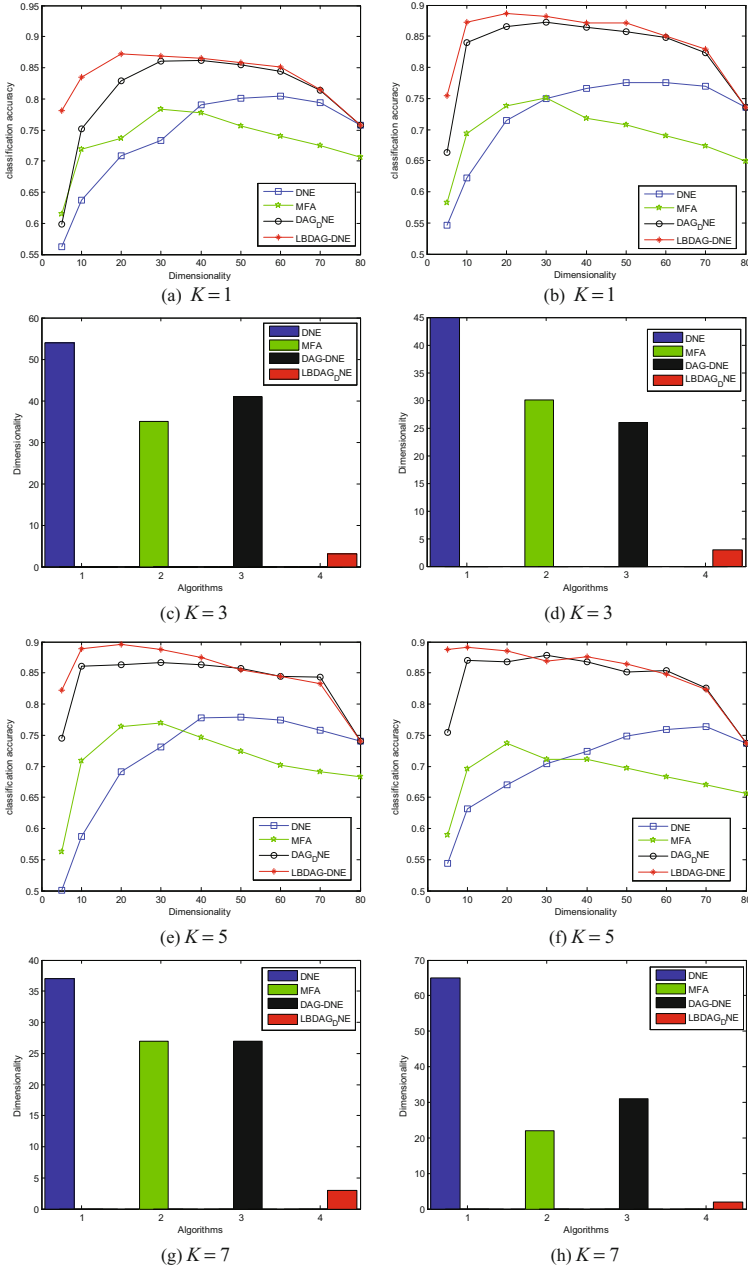 0.95
0.9
0.85
0.8
0.75
0.7
0.65
0.6
0.55
classification accuracy
0 10 20 30 40 50 60 70 80
Dimensionality
DNE
MFA
DAG_DNE
LBDAG-DNE
(a) K=1
0.9
0.85
0.8
0.75
0.7
0.65
0.6
0.55
0.5
classification accuracy
0 10 20 30 40 50 60 70 80
Dimensionality
DNE
MFA
DAG_DNE
LBDAG-DNE
(b) K=1
60
50
40
30
20
10
0
Dimensionality
1 2 3 4
Algorithms
DNE
MFA
DAG-DNE
LBDAG_DNE
(c) K=3
45
40
35
30
25
20
15
10
5
0
Dimensionality
1 2 3 4
Algorithms
DNE
MFA
DAG-DNE
LBDAG_DNE
(d) K=3
0.9
0.85
0.8
0.75
0.7
0.65
0.6
0.55
0.5
classification accuracy
0 10 20 30 40 50 60 70 80
Dimensionality
DNE
MFA
DAG_DNE
LBDAG-DNE
(e) K=5
0.9
0.85
0.8
0.75
0.7
0.65
0.6
0.55
0.5
classification accuracy
0 10 20 30 40 50 60 70 80
Dimensionality
DNE
MFA
DAG_DNE
LBDAG-DNE
(f) K=5
40
35
30
25
20
15
10
5
0
Dimensionality
1 2 3 4
Algorithms
DNE
MFA
DAG-DNE
LBDAG_DNE
(g) K=7
70
60
50
40
30
20
10
0
Dimensionality
1 2 3 4
Algorithms
DNE
MFA
DAG-DNE
LBDAG_DNE
(h) K=7